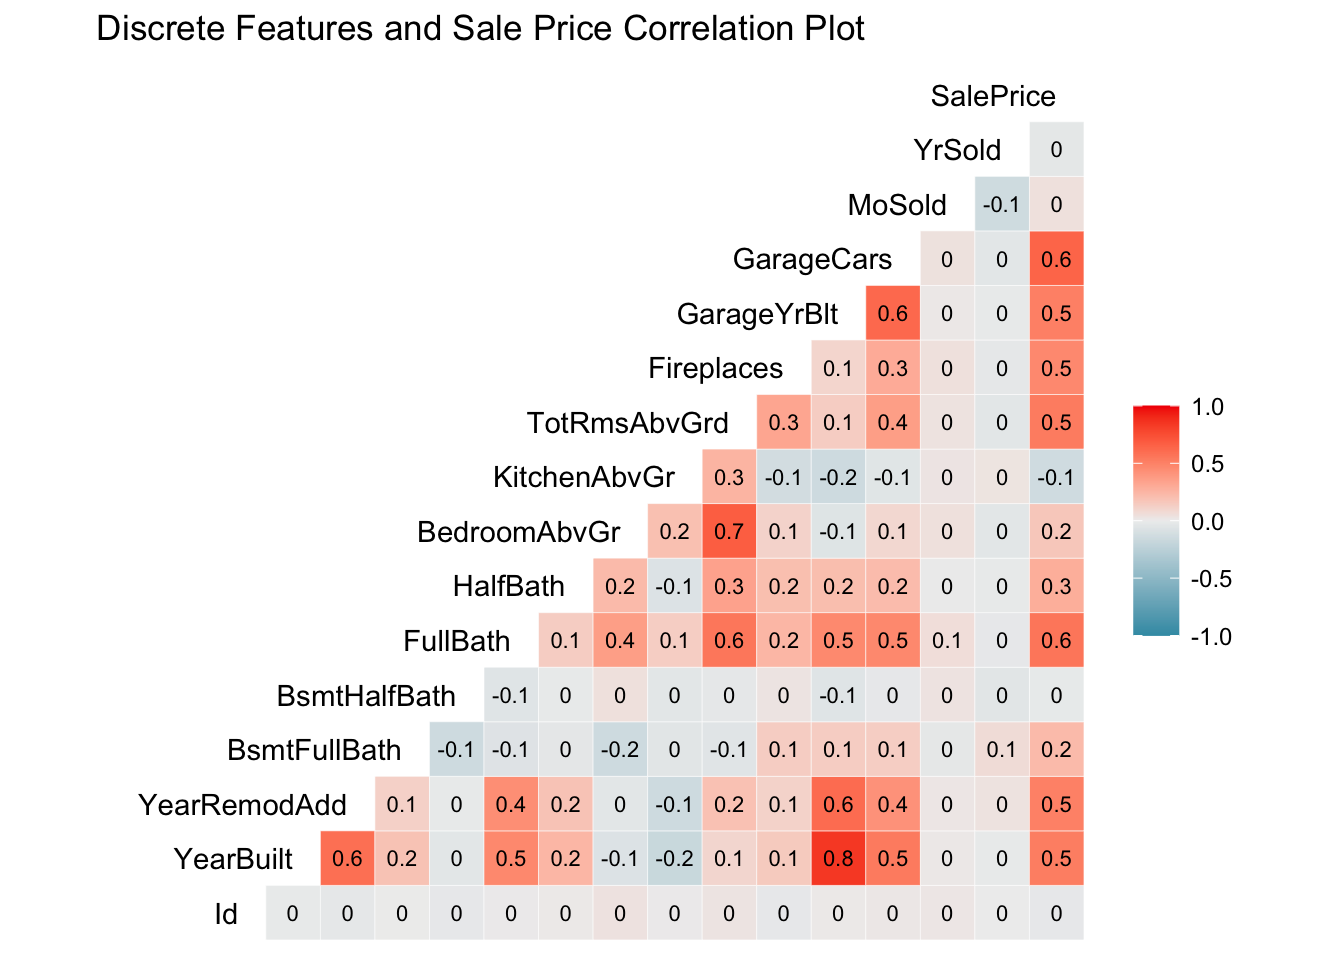 Discrete Features and Sale Price Correlation Plot
SalePrice
YrSold 0
MoSold -0.1 0
GarageCars 0 0 0.6
GarageYrBlt 0.6 0 0 0.5
Fireplaces 0.1 0.3 0 0 0.5
TotRmsAbvGrd 0.3 0.1 0.4 0 0 0.5
KitchenAbvGr 0.3 -0.1 -0.2 -0.1 0 0 -0.1
BedroomAbvGr 0.2 0.7 0.1 -0.1 0.1 0 0 0.2
HalfBath 0.2 -0.1 0.3 0.2 0.2 0.2 0 0 0.3
FullBath 0.1 0.4 0.1 0.6 0.2 0.5 0.5 0.1 0 0.6
BsmtHalfBath -0.1 0 0 0 0 0 -0.1 0 0 0 0
BsmtFullBath -0.1 -0.1 0 -0.2 0 -0.1 0.1 0.1 0.1 0 0.1 0.2
YearRemodAdd 0.1 0 0.4 0.2 0 -0.1 0.2 0.1 0.6 0.4 0 0 0.5
YearBuilt 0.6 0.2 0 0.5 0.2 -0.1 -0.2 0.1 0.1 0.8 0.5 0 0 0.5
Id 0 0 0 0 0 0 0 0 0 0 0 0 0 0 0
1.0
0.5
0.0
-0.5
-1.0